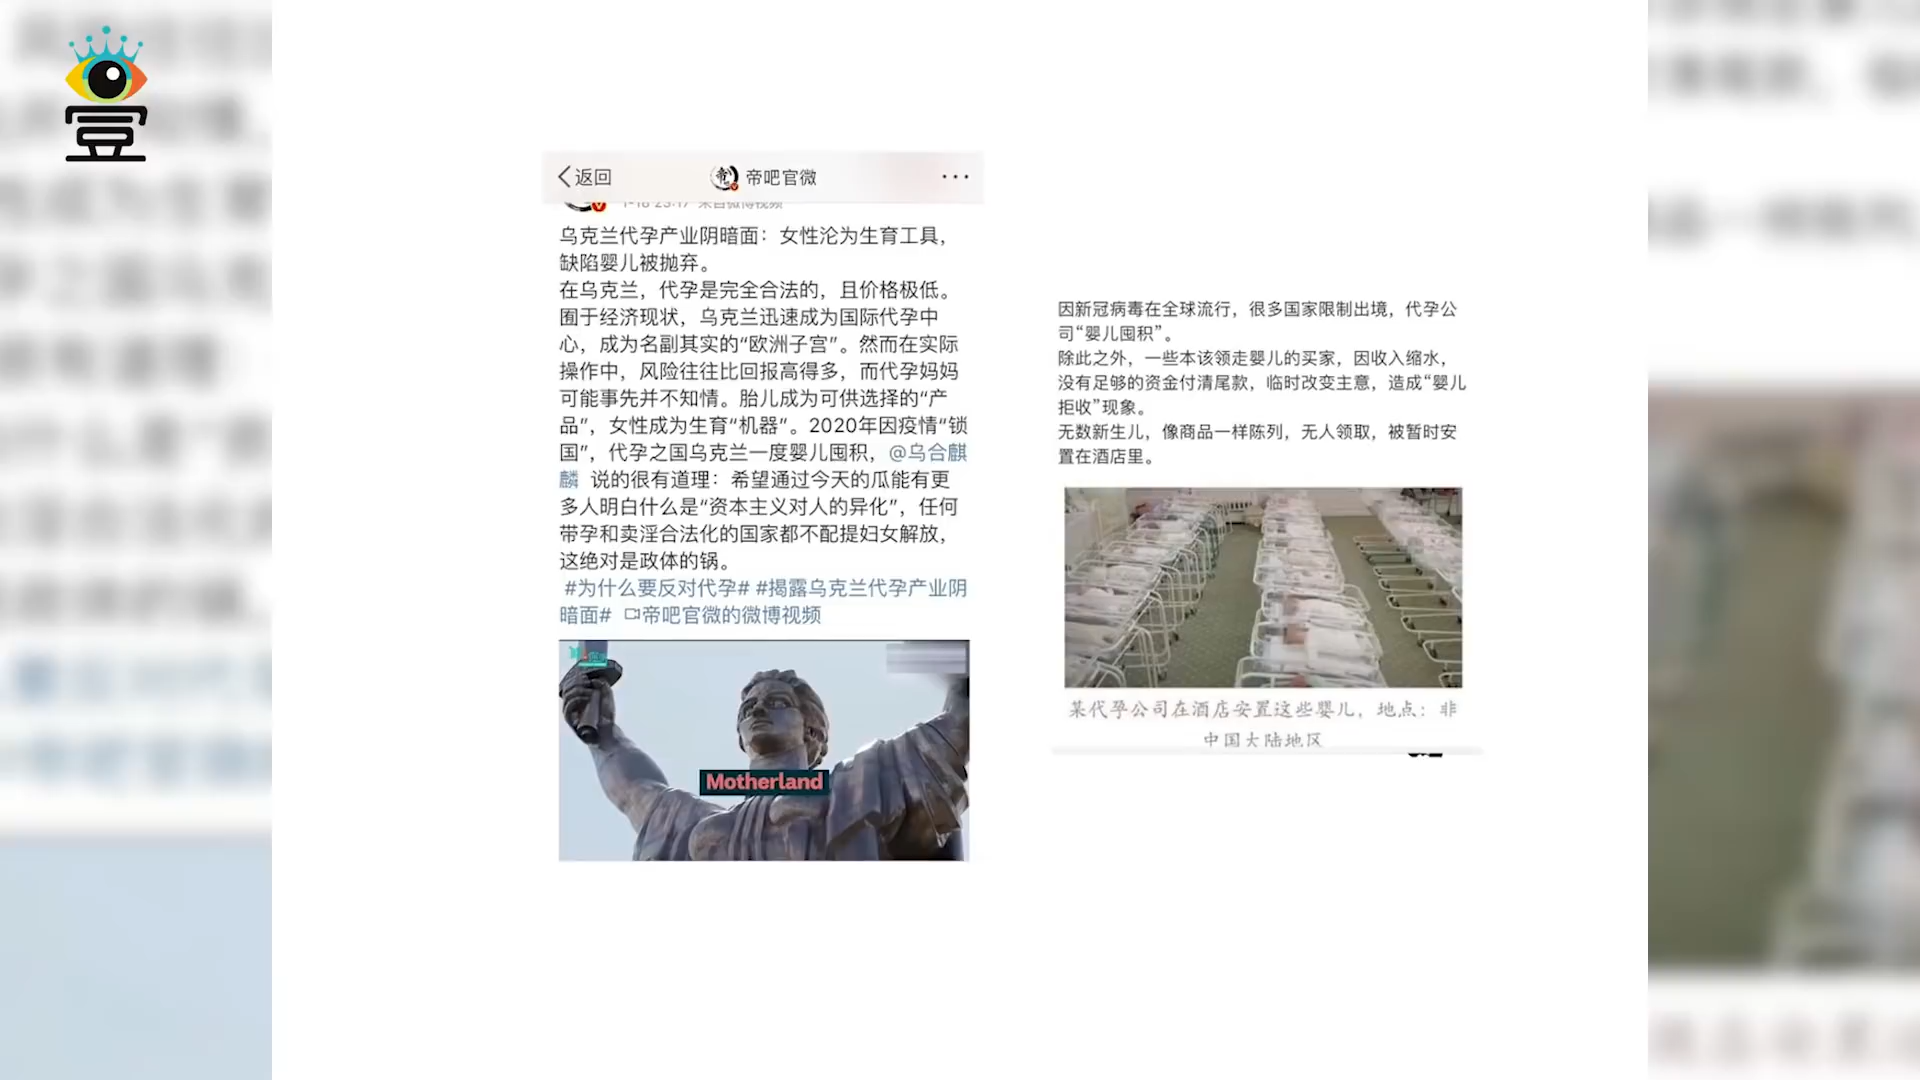 壹
返回
帝吧官微
1-18 23:17 来自微博视频
乌克兰代孕产业阴暗面：女性沦为生育工具，
缺陷婴儿被抛弃。
在乌克兰，代孕是完全合法的，且价格极低。
囿于经济现状，乌克兰迅速成为国际代孕中
心，成为名副其实的“欧洲子宫”。然而在实际
操作中，风险往往比回报高得多，而代孕妈妈
可能事先并不知情。胎儿成为可供选择的“产
品”，女性成为生育“机器”。2020年因疫情“锁
国”，代孕之国乌克兰一度婴儿囤积，@乌合麒
麟 说的很有道理：希望通过今天的瓜能有更
多人明白什么是“资本主义对人的异化”，任何
带孕和卖淫合法化的国家都不配提妇女解放，
这绝对是政体的锅。
#为什么要反对代孕# #揭露乌克兰代孕产业阴
暗面# 帝吧官微的微博视频
Motherland
因新冠病毒在全球流行，很多国家限制出境，代孕公
司“婴儿囤积”。
除此之外，一些本该领走婴儿的买家，因收入缩水，
没有足够的资金付清尾款，临时改变主意，造成“婴儿
拒收”现象。
无数新生儿，像商品一样陈列，无人领取，被暂时安
置在酒店里。
某代孕公司在酒店安置这些婴儿，地点：非
中国大陆地区